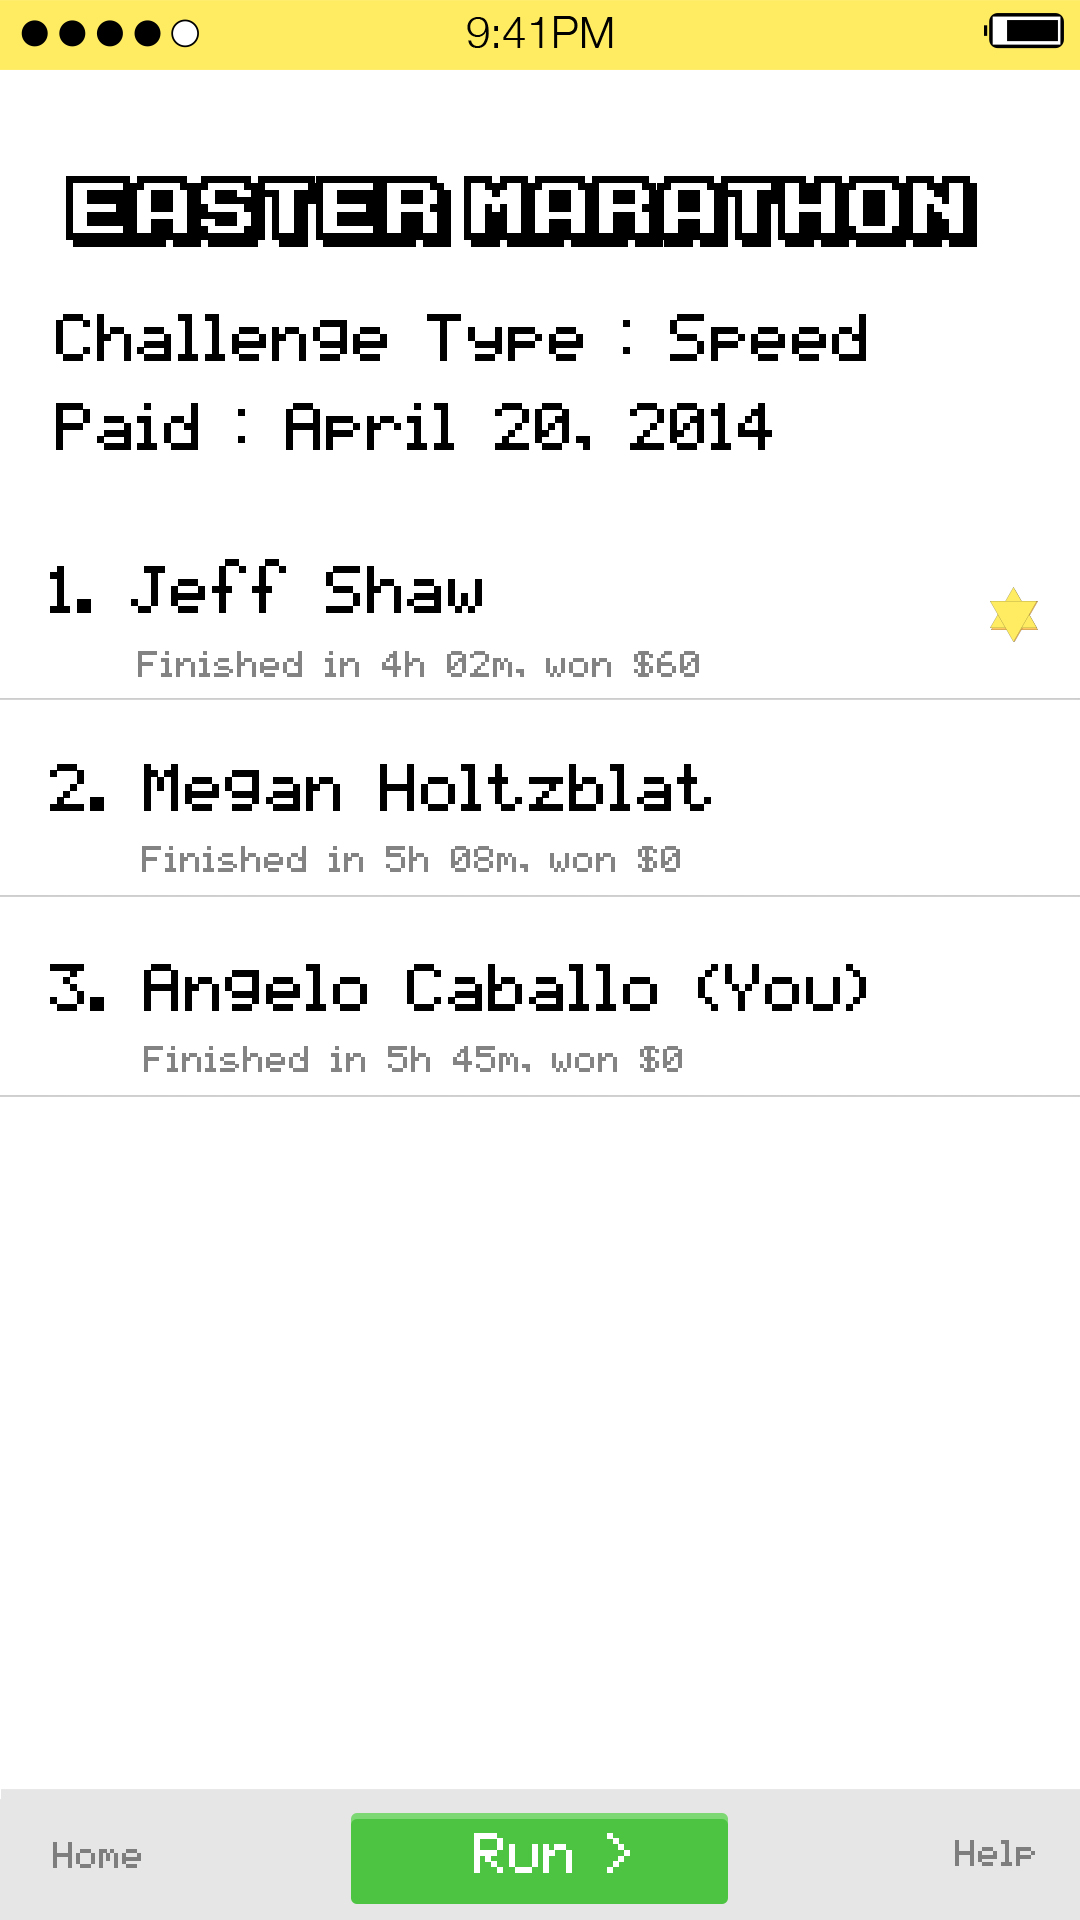 9:41PM
EASTER MARATHON
Challenge Type : Speed
Paid : April 20, 2014
1. Jeff Shaw
Finished in 4h 02m, won $60
2. Megan Holtzblat
Finished in 5h 08m, won $0
3. Angelo Caballo (You)
Finished in 5h 45m, won $0
Home
Run >
Help